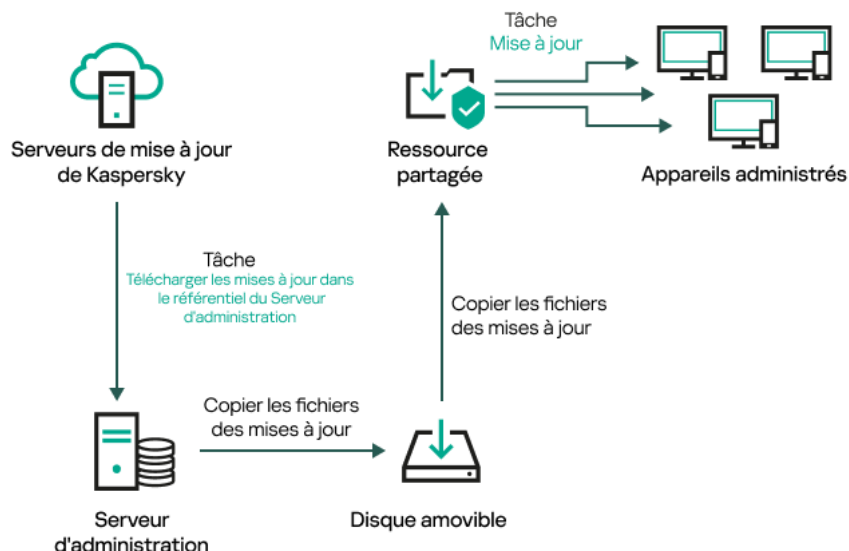 Tâche
Mise à jour
Serveurs de mise à jour
de Kaspersky
Ressource
partagée
Appareils administrés
Tâche
Télécharger les mises à jour dans
le référentiel du Serveur
d'administration
Copier les fichiers
des mises à jour
Copier les fichiers
des mises à jour
Serveur
d'administration
Disque amovible